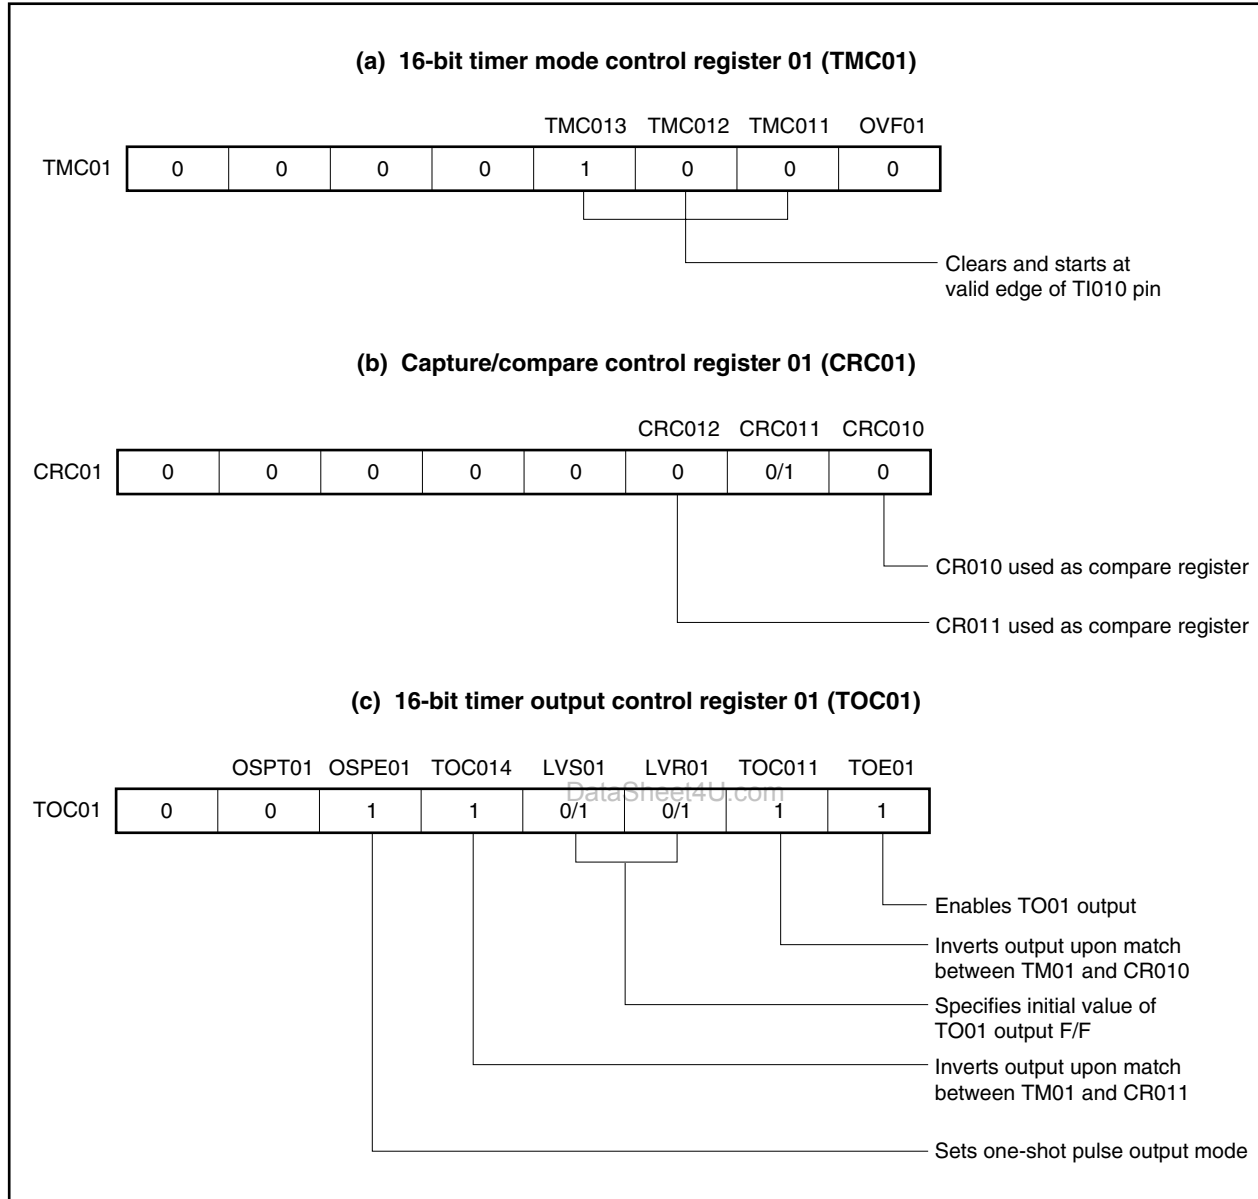 (a) 16-bit timer mode control register 01 (TMC01)
TMC013 TMC012 TMC011 OVF01
TMC01 0 0 0 0 1 0 0 0
Clears and starts at
valid edge of TI010 pin
(b) Capture/compare control register 01 (CRC01)
CRC012 CRC011 CRC010
CRC01 0 0 0 0 0 0 0/1 0
CR010 used as compare register
CR011 used as compare register
(c) 16-bit timer output control register 01 (TOC01)
OSPT01 OSPE01 TOC014 LVS01 LVR01 TOC011 TOE01
DataSheet4U.com
TOC01 0 0 1 1 0/1 0/1 1 1
Enables TO01 output
Inverts output upon match
between TM01 and CR010
Specifies initial value of
TO01 output F/F
Inverts output upon match
between TM01 and CR011
Sets one-shot pulse output mode